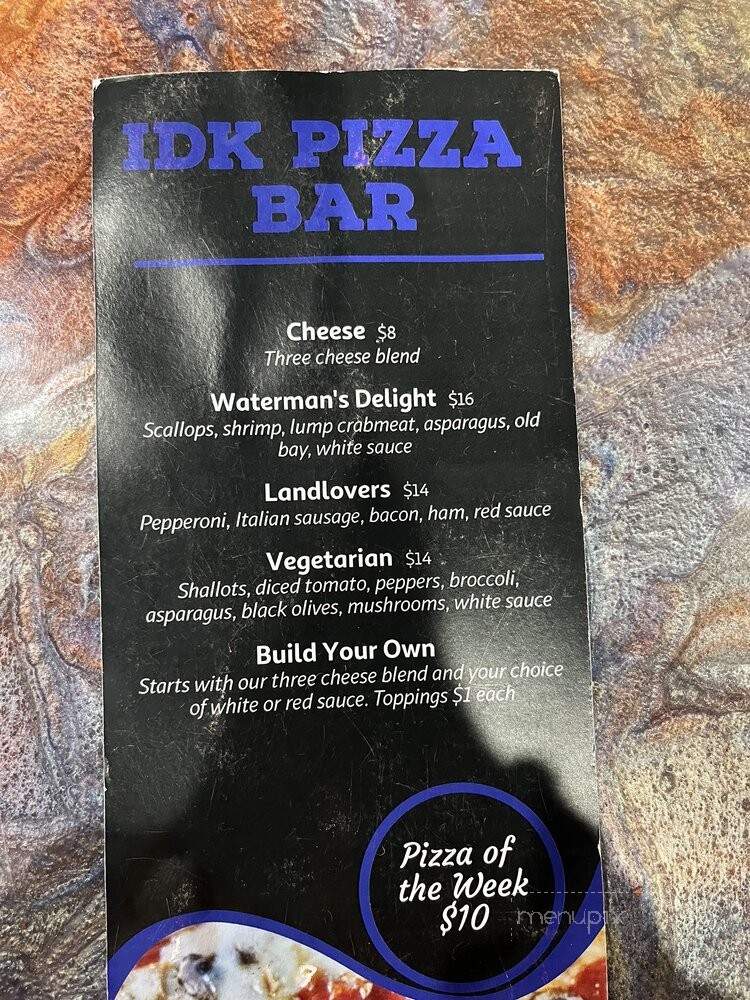 IDK PIZZA
BAR
Cheese $8
Three cheese blend
Waterman's Delight $16
Scallops, shrimp, lump crabmeat, asparagus, old
bay, white sauce
Landlovers $14
Pepperoni, Italian sausage, bacon, ham, red sauce
Vegetarian $14
Shallots, diced tomato, peppers, broccoli,
asparagus, black olives, mushrooms, white sauce
Build Your Own
Starts with our three cheese blend and your choice
of white or red sauce. Toppings $1 each
Pizza of
the Week
$10
menupix